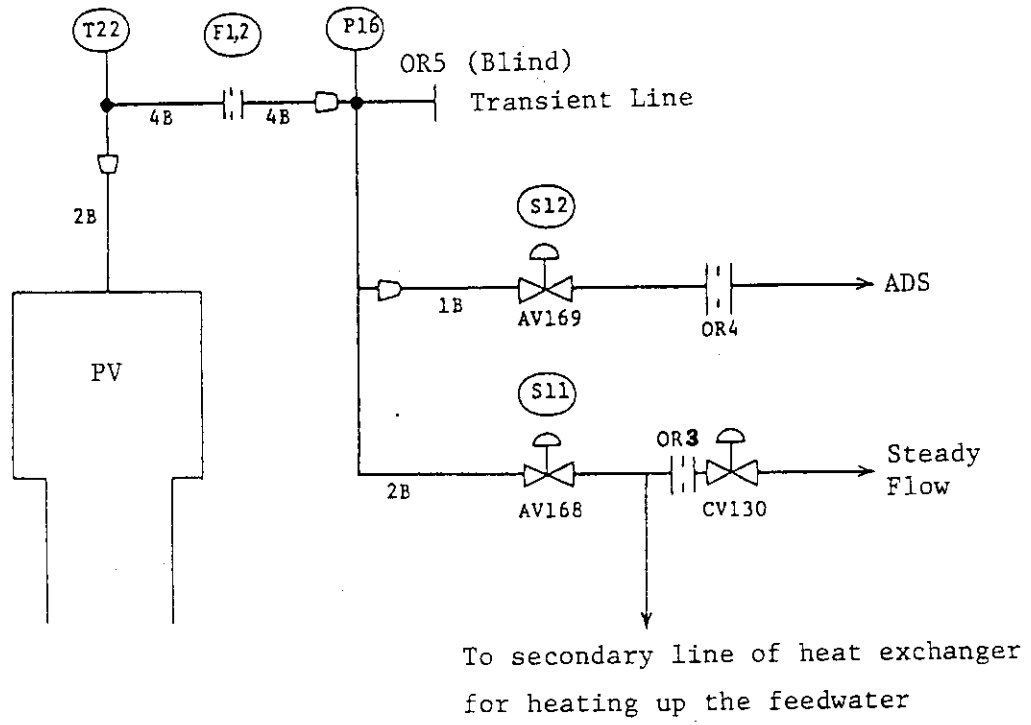 T22
F1,2
P16
OR5 (Blind)
Transient Line
4B
4B
2B
S12
1B
AV169
OR4
ADS
PV
S11
2B
AV168
OR3
CV130
Steady
Flow
To secondary line of heat exchanger
for heating up the feedwater